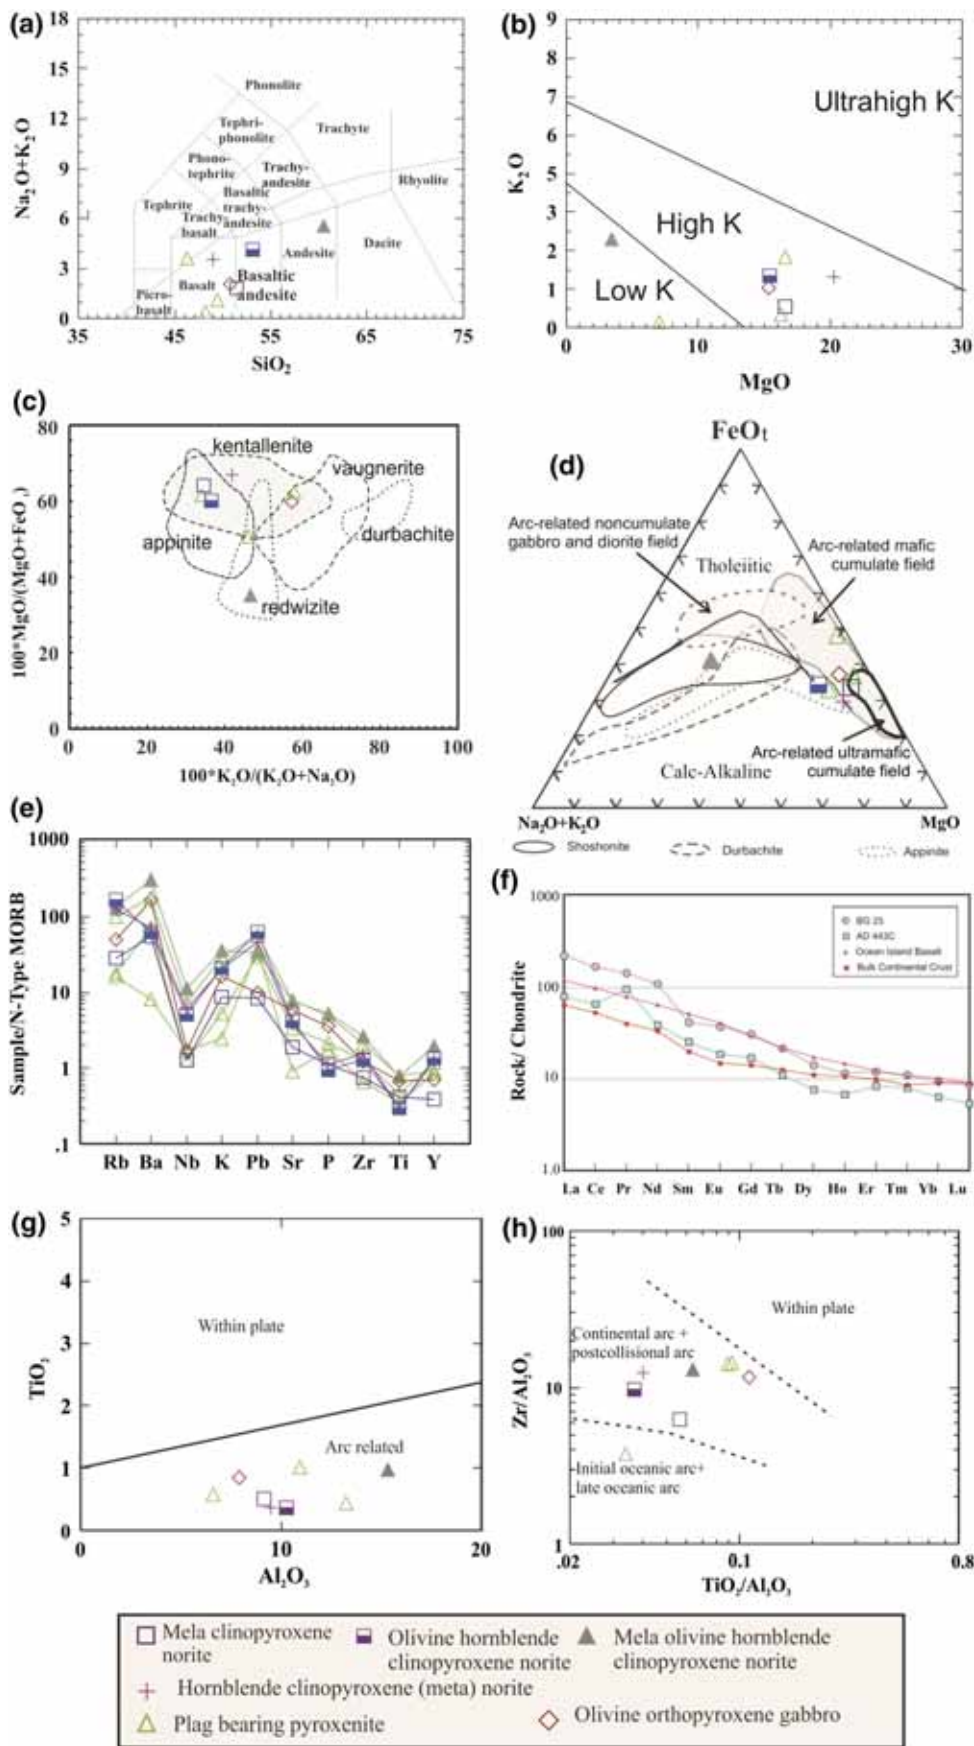 (a)
18
15
12
9
6
3
0
Na₂O+K₂O
Phonolite
Tephri-
phonolite
Trachyte
Phono-
tephrite
Trachy-
andesite
Rhyolite
Basaltic
trachy-
andesite
Tephrite
Trachy
basalt
Andesite
Dacite
Basalt
Basaltic
andesite
Picro-
basalt
35 45 55 65 75
SiO₂
(b)
9
8
7
6
5
4
3
2
1
0
K₂O
Ultrahigh K
High K
Low K
0 10 20 30
MgO
(c)
80
60
40
20
0
100*MgO/(MgO+FeOₜ)
kentallenite
vaugnerite
durbachite
appinite
redwizite
0 20 40 60 80 100
100*K₂O/(K₂O+Na₂O)
(d)
FeOt
Arc-related noncumulate
gabbro and diorite field
Tholeiitic
Arc-related mafic
cumulate field
Arc-related ultramafic
cumulate field
Calc-Alkaline
Na₂O+K₂O
MgO
Shoshonite
Durbachite
Appinite
(e)
1000
100
10
1
.1
Sample/N-Type MORB
Rb Ba Nb K Pb Sr P Zr Ti Y
(f)
1000
100
10
1.0
Rock/ Chondrite
BG 25
AD 443C
Ocean Island Basalt
Bulk Continental Crust
La Ce Pr Nd Sm Eu Gd Tb Dy Ho Er Tm Yb Lu
(g)
5
4
3
2
1
0
TiO₂
Within plate
Arc related
0 10 20
Al₂O₃
(h)
100
10
1
Zr/Al₂O₃
Within plate
Continental arc +
postcollisional arc
Initial oceanic arc+
late oceanic arc
.02 0.1 0.8
TiO₂/Al₂O₃
Mela clinopyroxene
norite
Olivine hornblende
clinopyroxene norite
Mela olivine hornblende
clinopyroxene norite
Hornblende clinopyroxene (meta) norite
Plag bearing pyroxenite
Olivine orthopyroxene gabbro